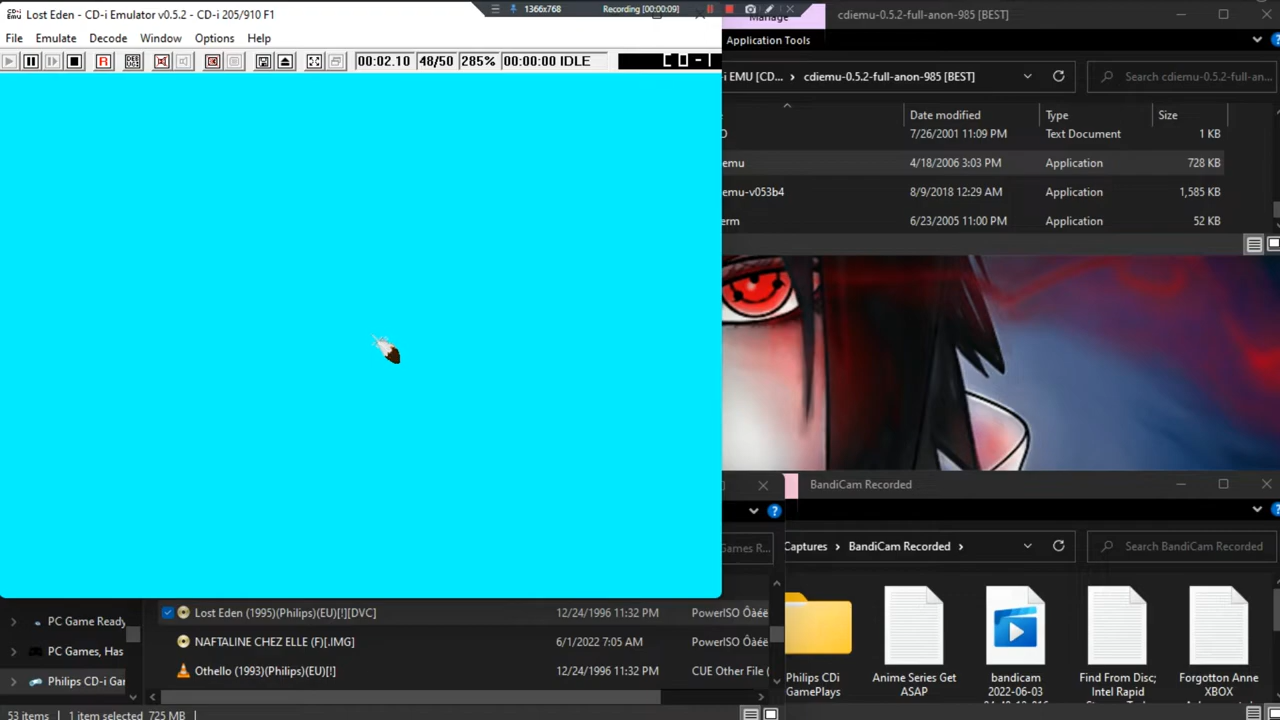 Lost Eden - CD-i Emulator v0.5.2 - CD-i 205/910 F1
1366x768
Recording [00:00:09]
File Emulate Decode Window Options Help
R
00:02.10 48/50 285% 00:00:00 IDLE
CD-I
Manage
cdiemu-0.5.2-full-anon-985 [BEST]
Application Tools
-i EMU [CD... > cdiemu-0.5.2-full-anon-985 [BEST]
Search cdiemu-0.5.2-full-an...
Date modified Type Size
7/26/2001 11:09 PM Text Document 1 KB
emu 4/18/2006 3:03 PM Application 728 KB
emu-v053b4 8/9/2018 12:29 AM Application 1,585 KB
erm 6/23/2005 11:00 PM Application 52 KB
BandiCam Recorded
Games R...
Captures > BandiCam Recorded >
Search BandiCam Recorded
PC Game Ready
PC Games, Has
Philips CD-i Gar
Lost Eden (1995)(Philips)(EU)[!][DVC] 12/24/1996 11:32 PM PowerISO Ôàéë
NAFTALINE CHEZ ELLE (F)[.IMG] 6/1/2022 7:05 AM PowerISO Ôàéë
Othello (1993)(Philips)(EU)[!] 12/24/1996 11:32 PM CUE Other File (
Philips CDi GamePlays
Anime Series Get ASAP
bandicam 2022-06-03
Find From Disc; Intel Rapid
Forgotton Anne XBOX
53 items 1 item selected 725 MB